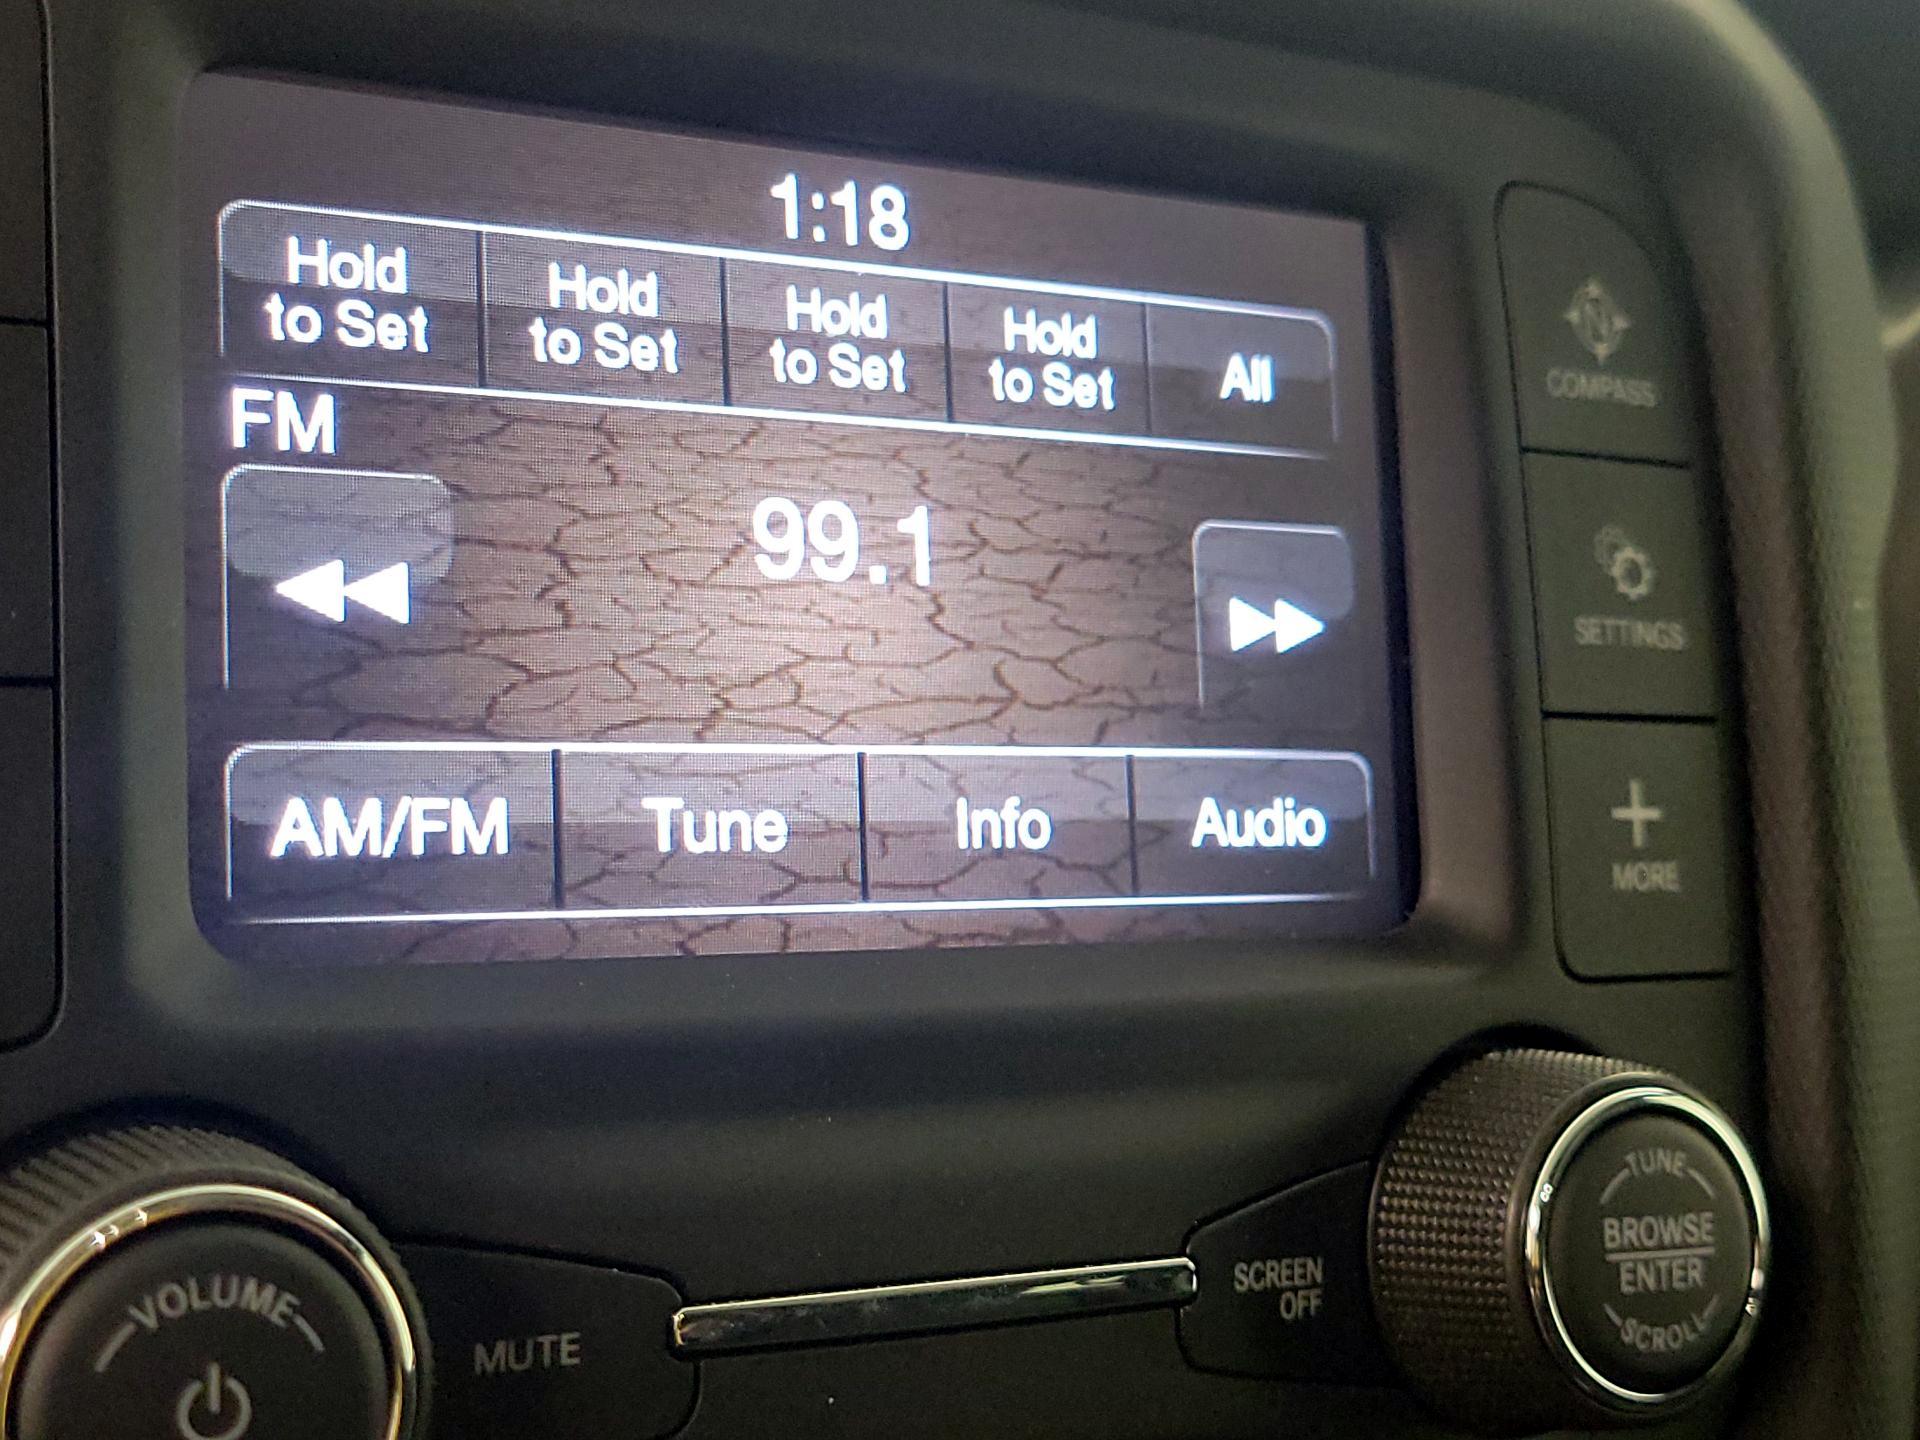 1:18
Hold
to Set
Hold
to Set
Hold
to Set
Hold
to Set
All
FM
99.1
AM/FM
Tune
Info
Audio
N
COMPASS
SETTINGS
MORE
VOLUME
MUTE
SCREEN
OFF
TUNE
BROWSE
ENTER
SCROLL